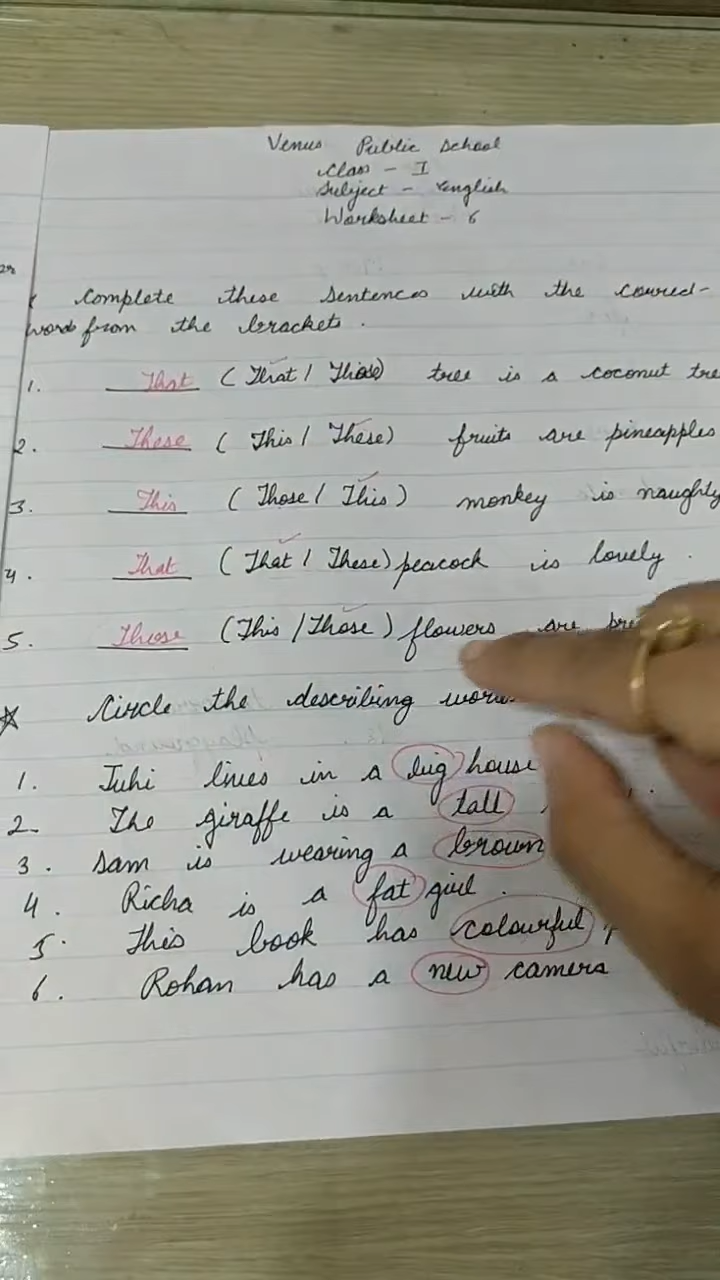 Venus Public School
Class - I
Subject - English
Worksheet - 6
Complete these sentences with the correct-
word from the brackets.
1. That (That / Those) tree is a coconut tre
2. These (This / These) fruits are pineapples
3. This (Those / This) monkey is naughty
4. That (That / These) peacock is lovely.
5. Those (This / Those) flowers are pre
Circle the describing
1. Juhi lives in a big house
2. The giraffe is a tall
3. Sam is wearing a brown
4. Richa is a fat girl.
5. This book has colourful
6. Rohan has a new camera